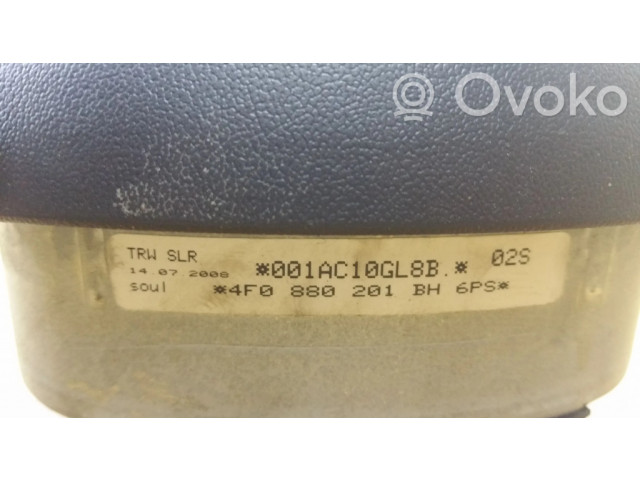 Ovoko
TRW SLR
14.07.2008 *001AC10GL8B.* 02S
soul *4F0 880 201 BH 6PS*